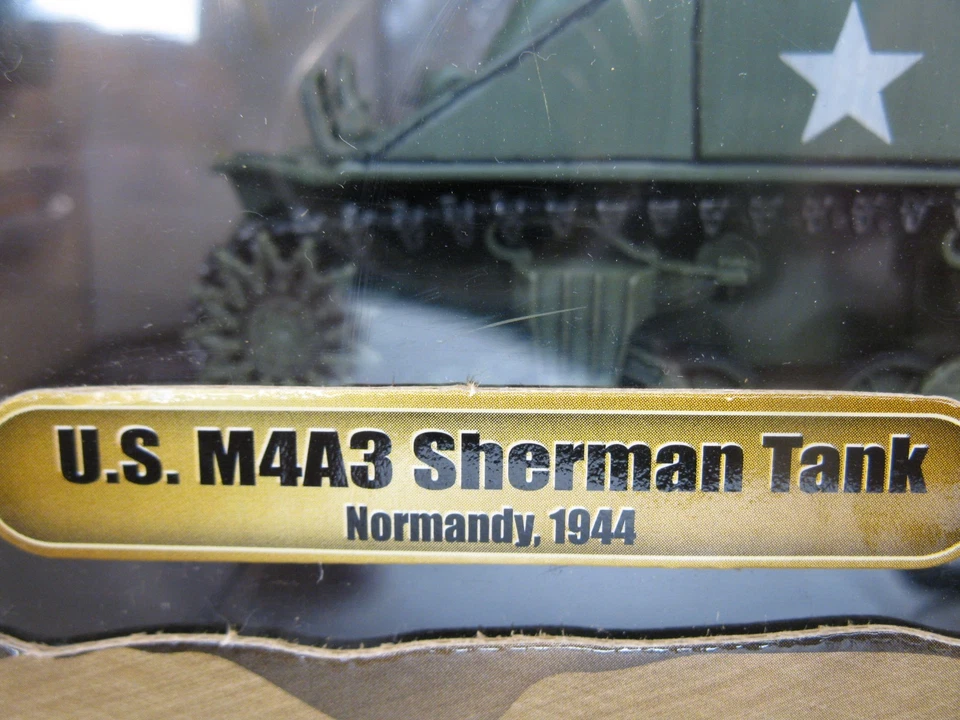 U.S. M4A3 Sherman Tank
Normandy, 1944